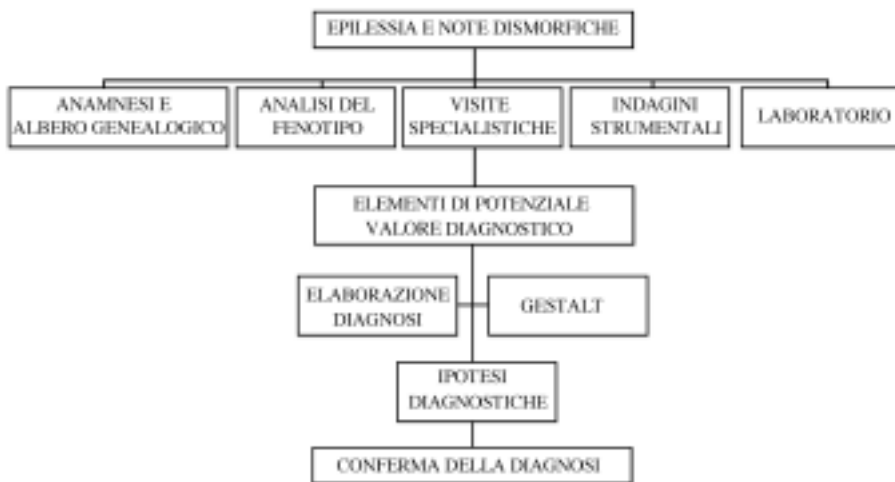 EPILESSIA E NOTE DISMORFICHE
ANAMNESI E
ALBERO GENEALOGICO
ANALISI DEL
FENOTIPO
VISITE
SPECIALISTICHE
INDAGINI
STRUMENTALI
LABORATORIO
ELEMENTI DI POTENZIALE
VALORE DIAGNOSTICO
ELABORAZIONE
DIAGNOSI
GESTALT
IPOTESI
DIAGNOSTICHE
CONFERMA DELLA DIAGNOSI